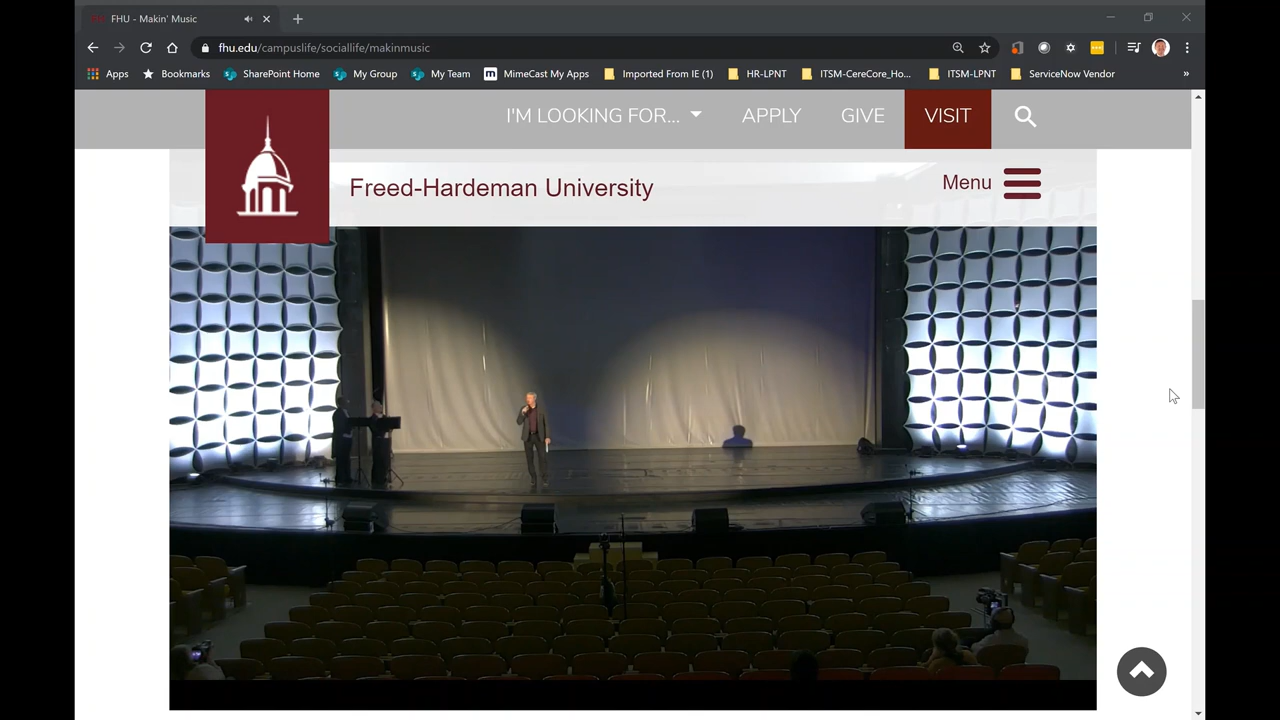 FHU - Makin' Music
fhu.edu/campuslife/sociallife/makinmusic
Apps Bookmarks SharePoint Home My Group My Team m MimeCast My Apps Imported From IE (1) HR-LPNT ITSM-CereCore_Ho... ITSM-LPNT ServiceNow Vendor »
I'M LOOKING FOR... APPLY GIVE VISIT
Freed-Hardeman University
Menu